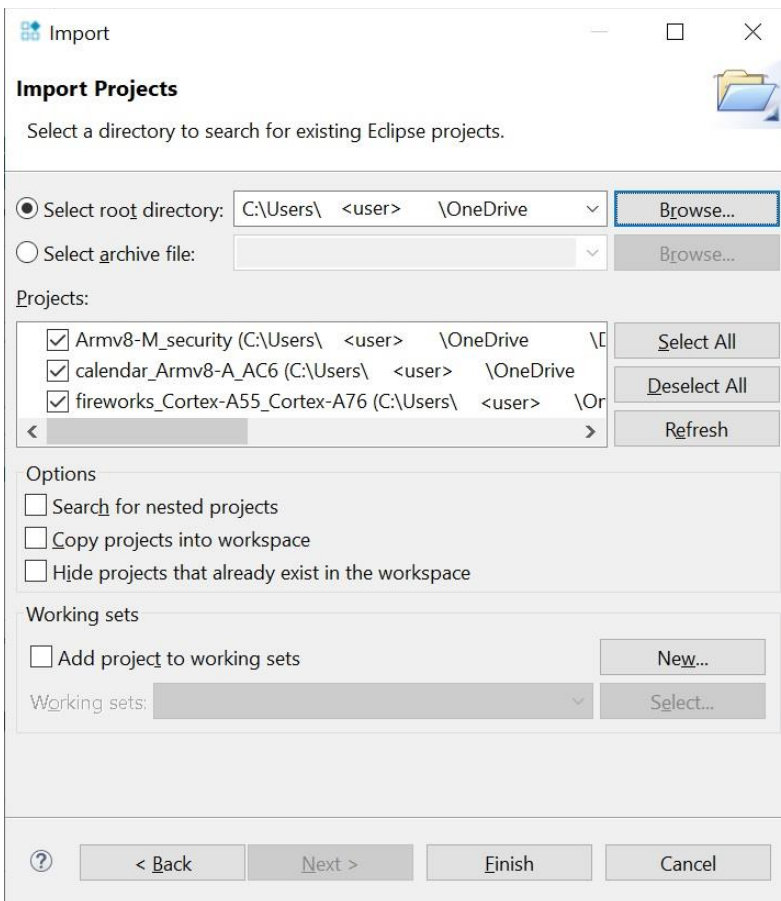 Import
Import Projects
Select a directory to search for existing Eclipse projects.
Select root directory: C:\Users\ <user> \OneDrive Browse...
Select archive file: Browse...
Projects:
Armv8-M_security (C:\Users\ <user> \OneDrive Select All
calendar_Armv8-A_AC6 (C:\Users\ <user> \OneDrive Deselect All
fireworks_Cortex-A55_Cortex-A76 (C:\Users\ <user> Refresh
Options
Search for nested projects
Copy projects into workspace
Hide projects that already exist in the workspace
Working sets
Add project to working sets New...
Working sets: Select...
? < Back Next > Finish Cancel